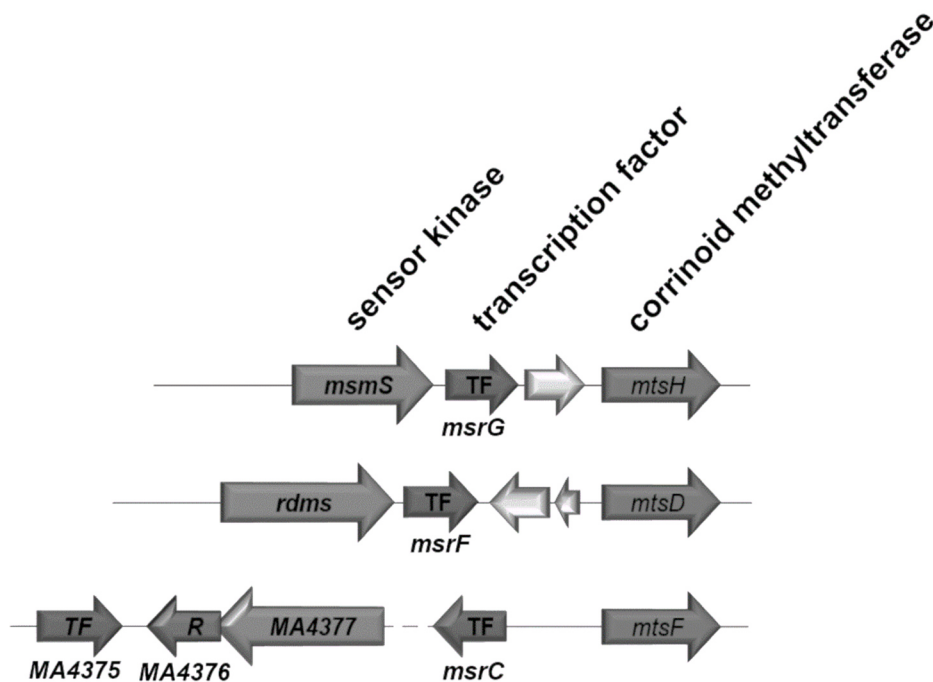 sensor kinase
transcription factor
corrinoid methyltransferase
msmS TF mtsH
msrG
rdms TF mtsD
msrF
TF R MA4377 TF mtsF
MA4375 MA4376 msrC